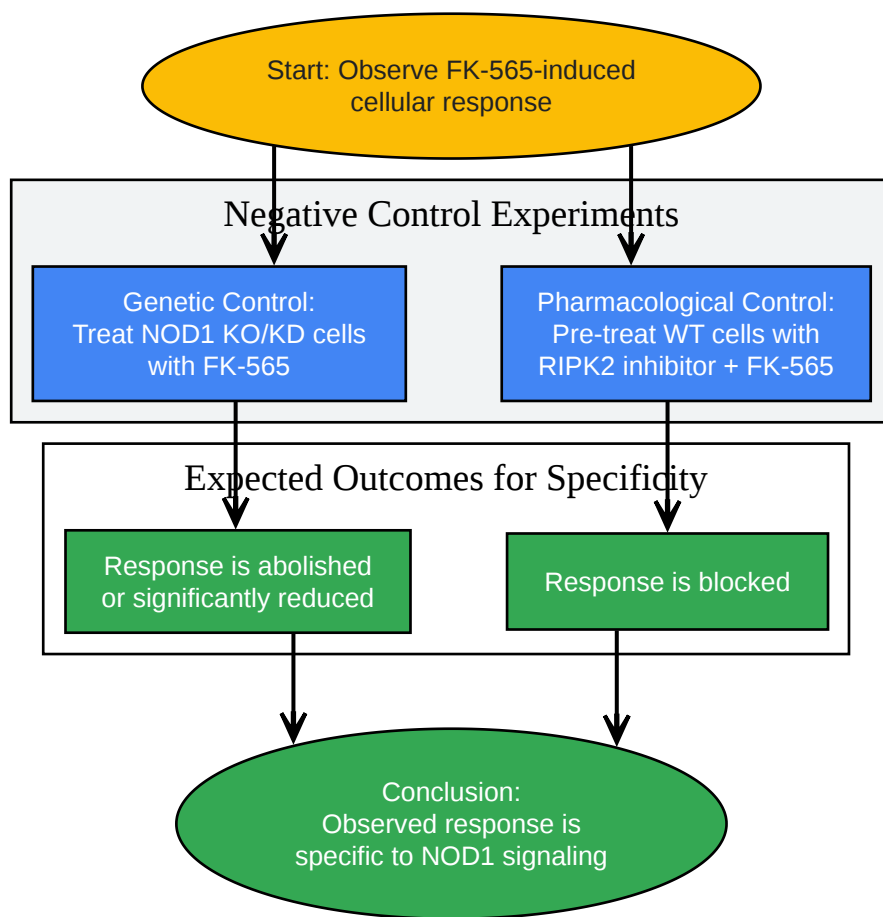 Start: Observe FK-565-induced
cellular response
Negative Control Experiments
Genetic Control:
Treat NOD1 KO/KD cells
with FK-565
Pharmacological Control:
Pre-treat WT cells with
RIPK2 inhibitor + FK-565
Expected Outcomes for Specificity
Response is abolished
or significantly reduced
Response is blocked
Conclusion:
Observed response is
specific to NOD1 signaling